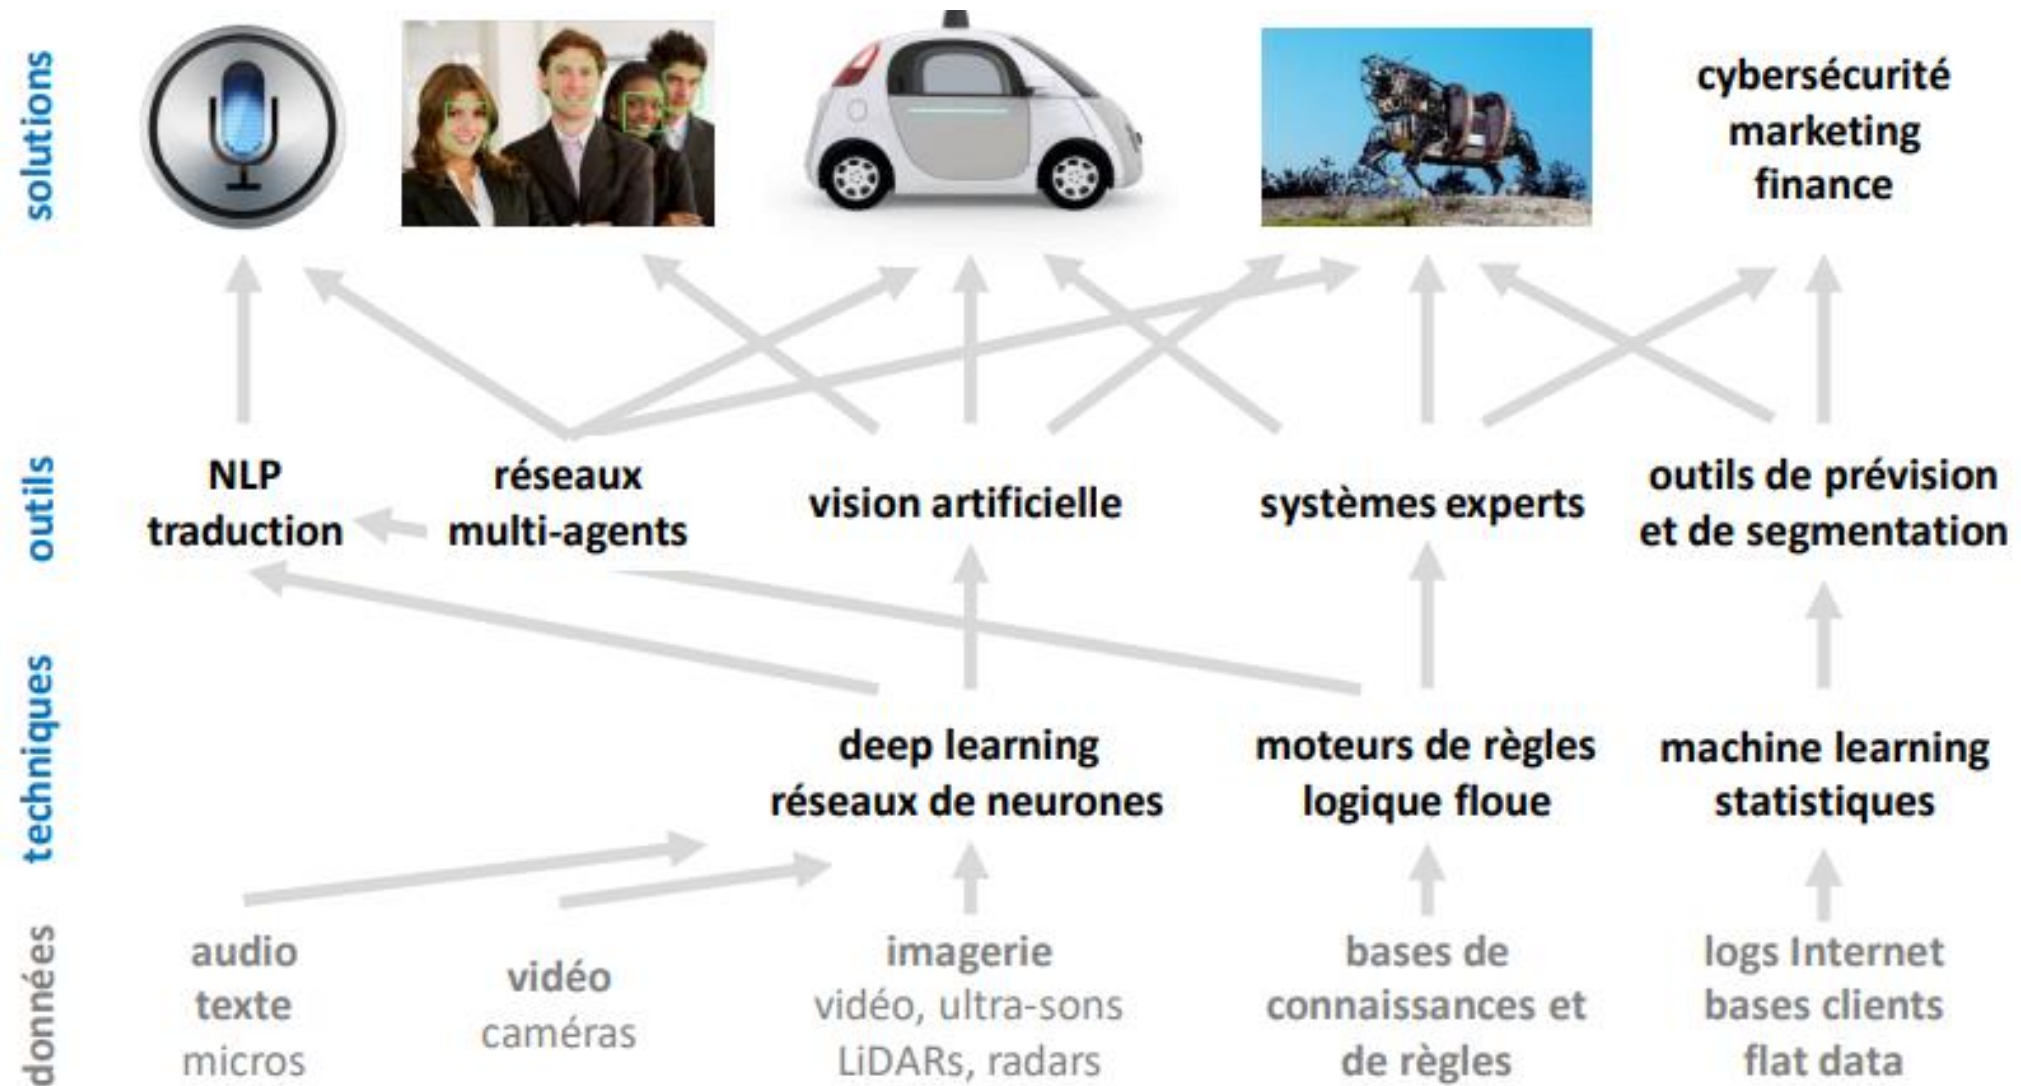 solutions
cybersécurité
marketing
finance
outils
NLP
traduction
réseaux
multi-agents
vision artificielle
systèmes experts
outils de prévision
et de segmentation
techniques
deep learning
réseaux de neurones
moteurs de règles
logique floue
machine learning
statistiques
données
audio
texte
micros
vidéo
caméras
imagerie
vidéo, ultra-sons
LiDARs, radars
bases de
connaissances et
de règles
logs Internet
bases clients
flat data